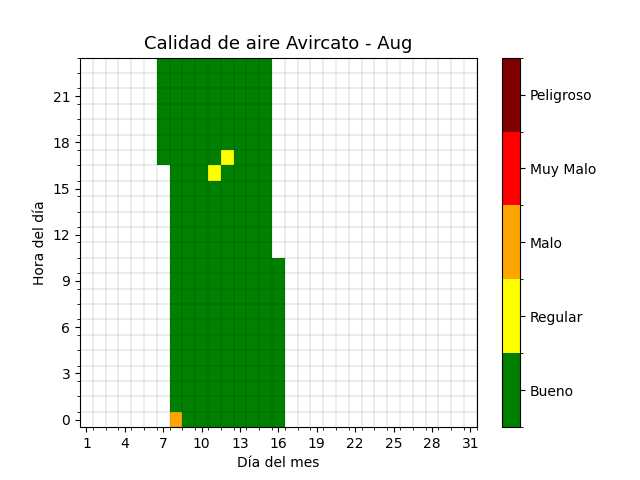 Calidad de aire Avircato - Aug
Hora del día
21
18
15
12
9
6
3
0
1 4 7 10 13 16 19 22 25 28 31
Día del mes
Peligroso
Muy Malo
Malo
Regular
Bueno